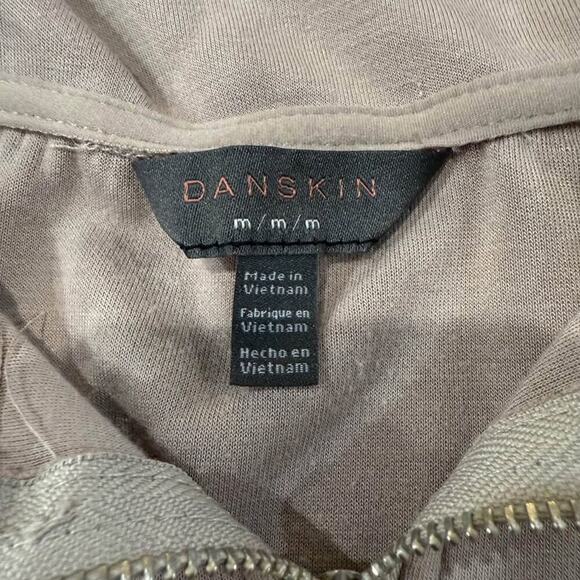 DANSKIN
m/m/m
Made in
Vietnam
Fabrique en
Vietnam
Hecho en
Vietnam